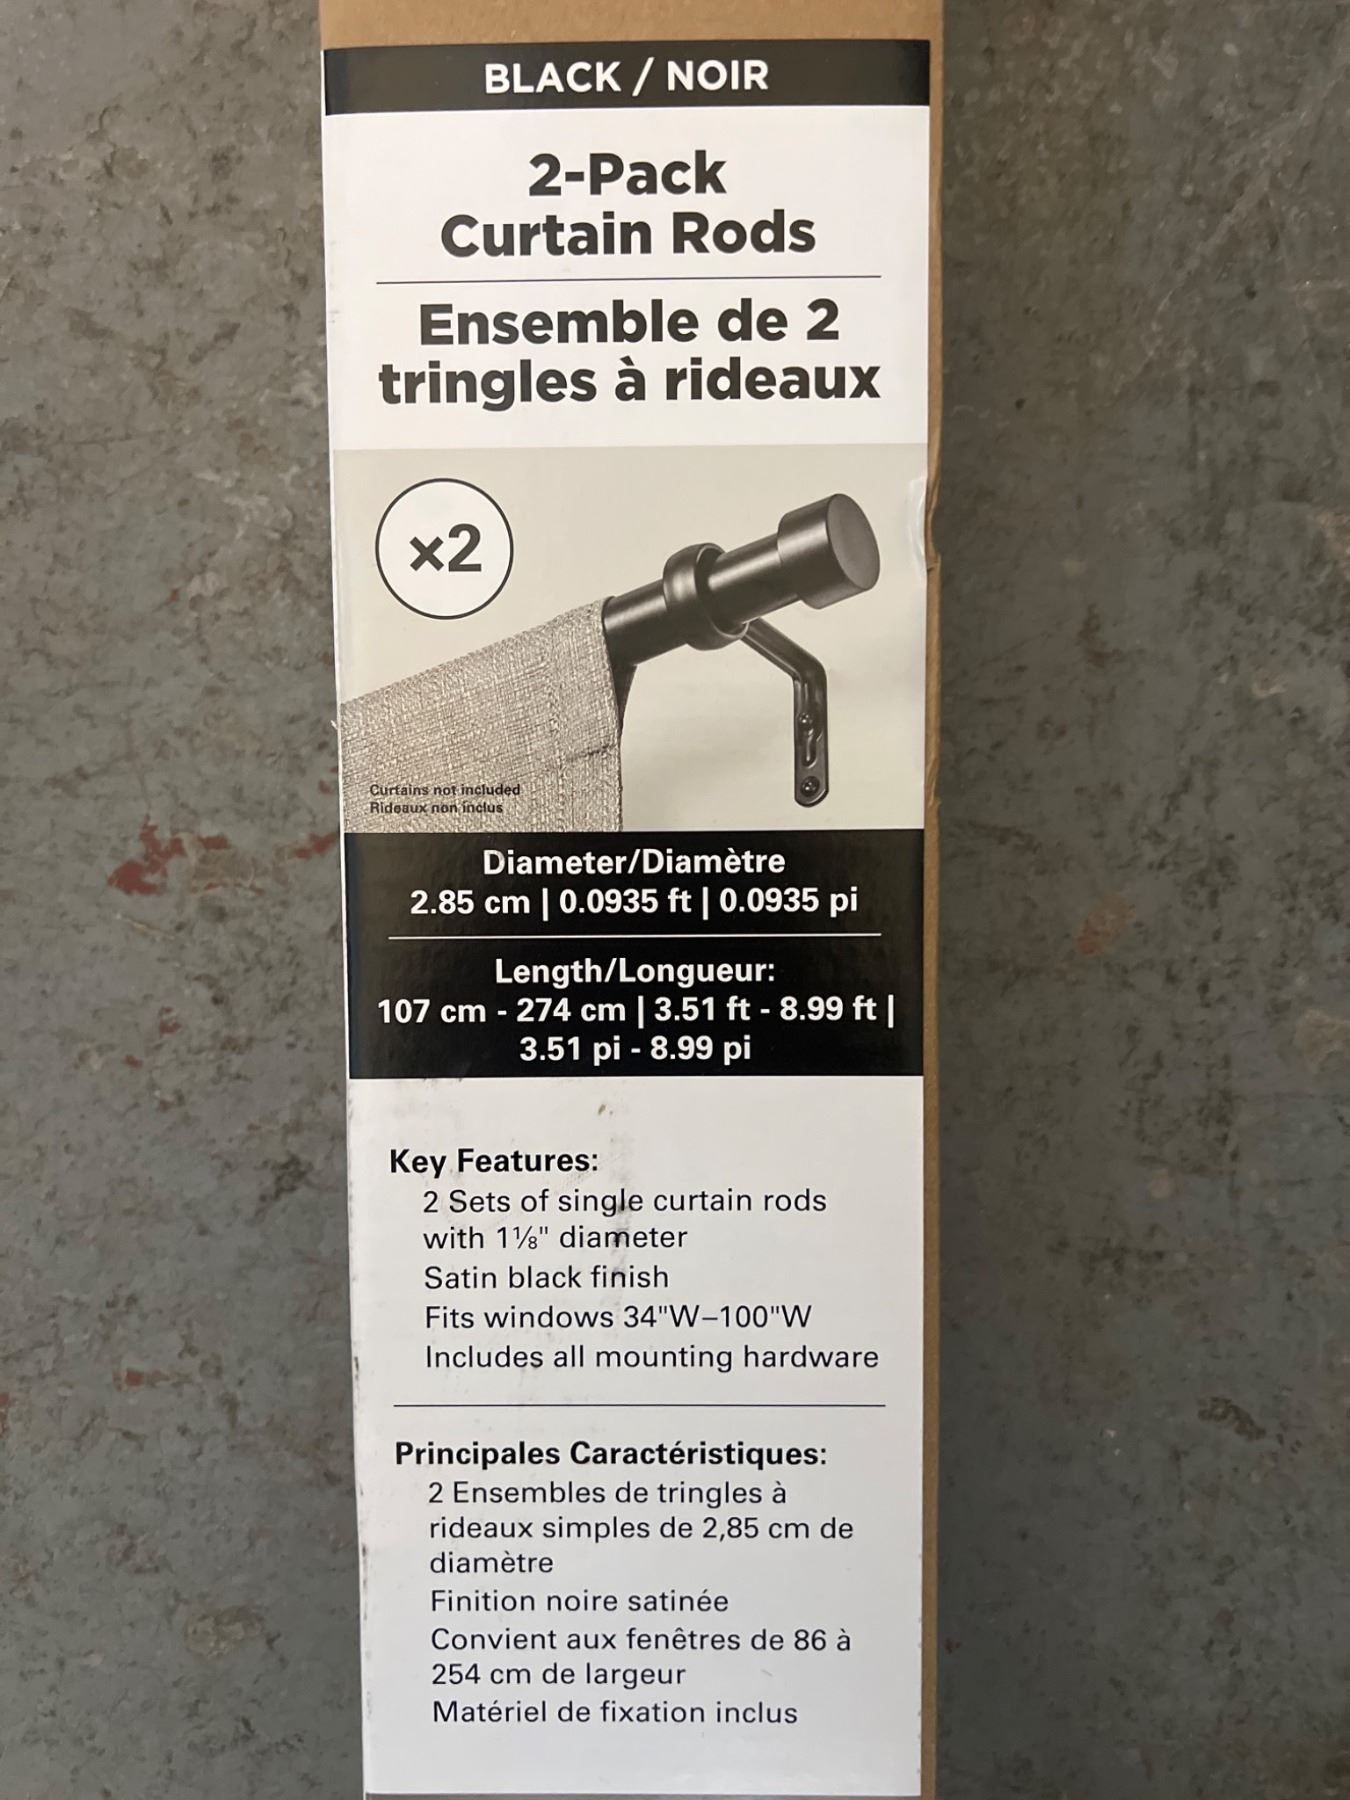 BLACK / NOIR
2-Pack
Curtain Rods
Ensemble de 2
tringles à rideaux
×2
Curtains not included
Rideaux non inclus
Diameter/Diamètre
2.85 cm | 0.0935 ft | 0.0935 pi
Length/Longueur:
107 cm - 274 cm | 3.51 ft - 8.99 ft |
3.51 pi - 8.99 pi
Key Features:
2 Sets of single curtain rods
with 1⅛" diameter
Satin black finish
Fits windows 34"W–100"W
Includes all mounting hardware
Principales Caractéristiques:
2 Ensembles de tringles à
rideaux simples de 2,85 cm de
diamètre
Finition noire satinée
Convient aux fenêtres de 86 à
254 cm de largeur
Matériel de fixation inclus